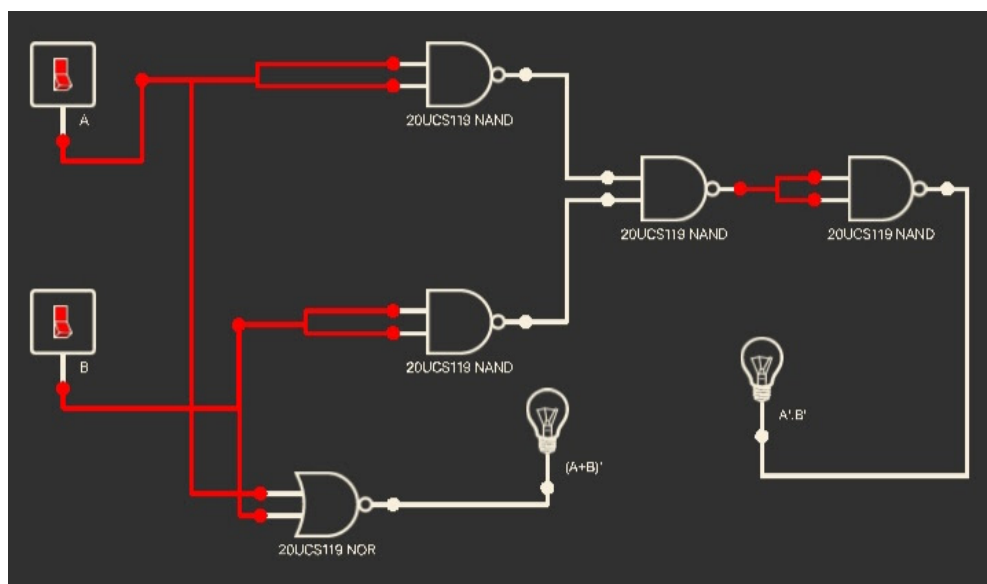 A
20UCS119 NAND
20UCS119 NAND
20UCS119 NAND
B
20UCS119 NAND
A'.B'
(A+B)'
20UCS119 NOR